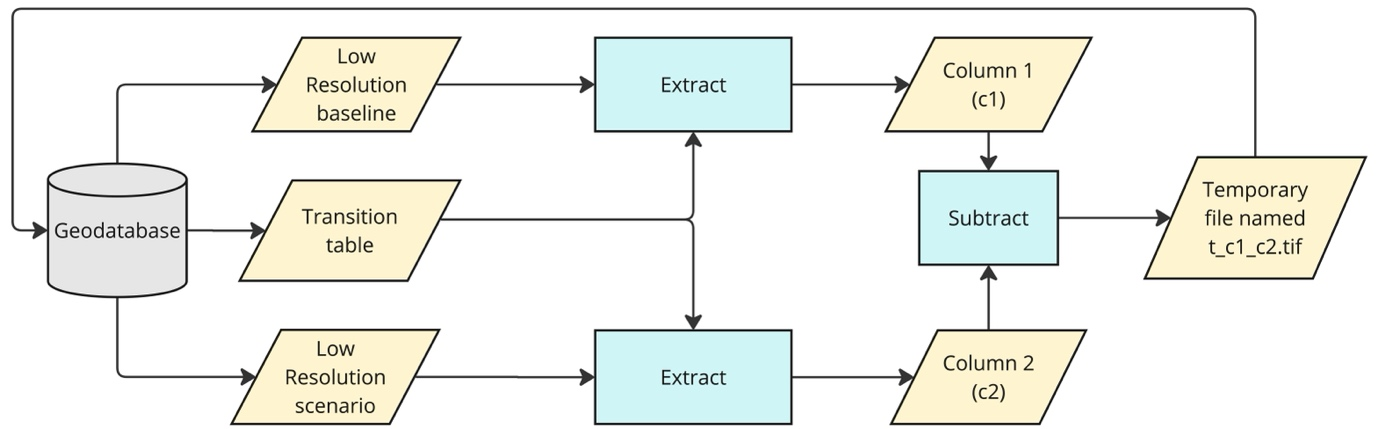 Low
Resolution
baseline
Extract
Column 1
(c1)
Geodatabase
Transition
table
Subtract
Temporary
file named
t_c1_c2.tif
Low
Resolution
scenario
Extract
Column 2
(c2)